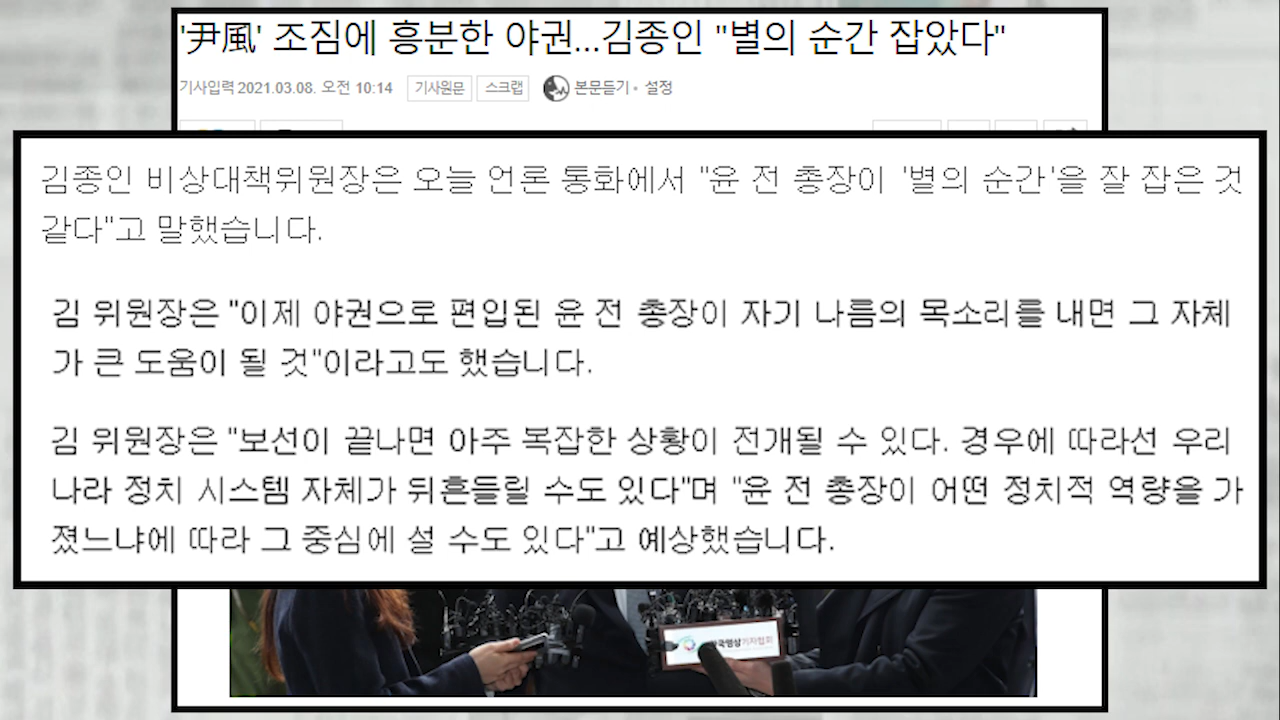 '尹風' 조짐에 흥분한 야권...김종인 "별의 순간 잡았다"
기사입력 2021.03.08. 오전 10:14 기사원문 스크랩 본문듣기 • 설정
김종인 비상대책위원장은 오늘 언론 통화에서 "윤 전 총장이 '별의 순간'을 잘 잡은 것
같다"고 말했습니다.
김 위원장은 "이제 야권으로 편입된 윤 전 총장이 자기 나름의 목소리를 내면 그 자체
가 큰 도움이 될 것"이라고도 했습니다.
김 위원장은 "보선이 끝나면 아주 복잡한 상황이 전개될 수 있다. 경우에 따라선 우리
나라 정치 시스템 자체가 뒤흔들릴 수도 있다"며 "윤 전 총장이 어떤 정치적 역량을 가
졌느냐에 따라 그 중심에 설 수도 있다"고 예상했습니다.